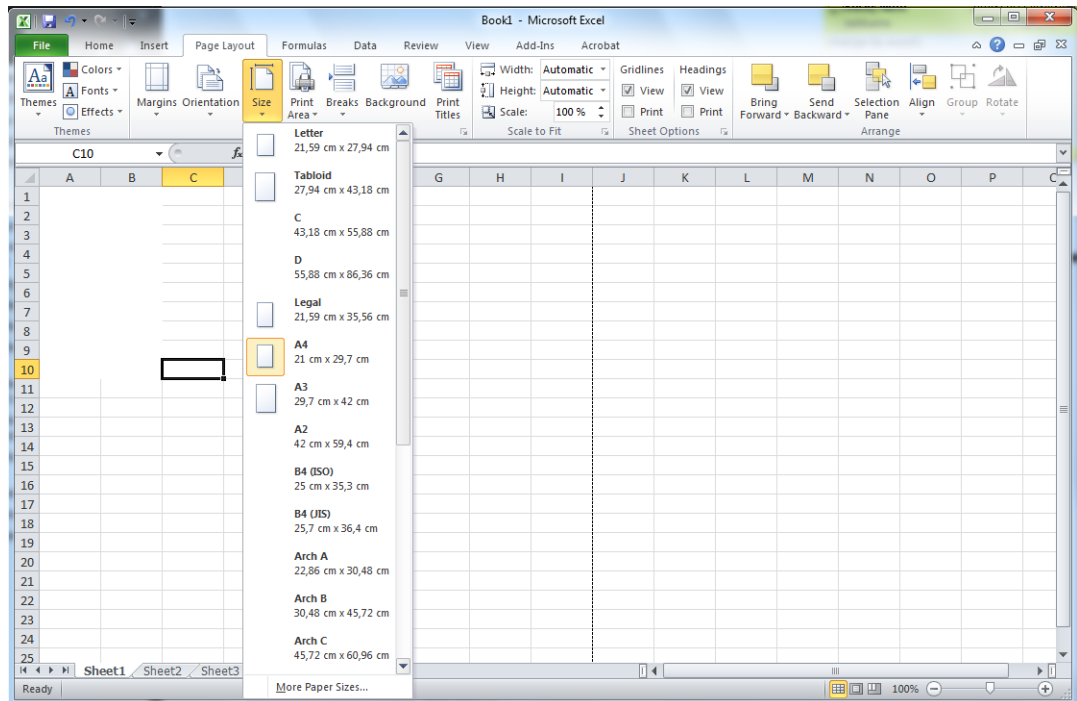 Book1 - Microsoft Excel
File Home Insert Page Layout Formulas Data Review View Add-Ins Acrobat
Colors Width: Automatic Gridlines Headings
Fonts Height: Automatic View View
Themes Effects Margins Orientation Size Print Area Breaks Background Print Titles Scale: 100 % Print Print Bring Forward Send Backward Selection Pane Align Group Rotate
Themes Scale to Fit Sheet Options Arrange
C10 fx
A B C G H I J K L M N O P
1
2
3
4
5
6
7
8
9
10
11
12
13
14
15
16
17
18
19
20
21
22
23
24
25
Letter
21,59 cm x 27,94 cm
Tabloid
27,94 cm x 43,18 cm
C
43,18 cm x 55,88 cm
D
55,88 cm x 86,36 cm
Legal
21,59 cm x 35,56 cm
A4
21 cm x 29,7 cm
A3
29,7 cm x 42 cm
A2
42 cm x 59,4 cm
B4 (ISO)
25 cm x 35,3 cm
B4 (JIS)
25,7 cm x 36,4 cm
Arch A
22,86 cm x 30,48 cm
Arch B
30,48 cm x 45,72 cm
Arch C
45,72 cm x 60,96 cm
More Paper Sizes...
Sheet1 Sheet2 Sheet3
Ready 100%